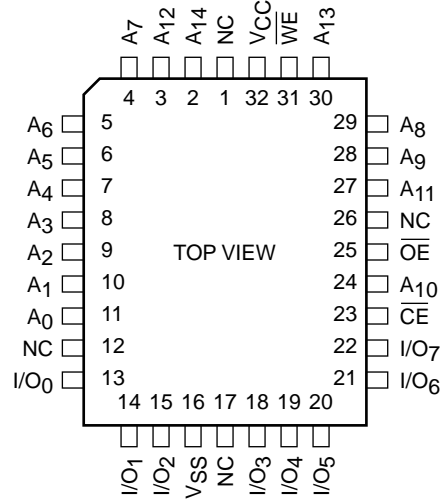 A7 A12 A14 NC VCC W̅E̅ A13
4 3 2 1 32 31 30
A6 5 29 A8
A5 6 28 A9
A4 7 27 A11
A3 8 26 NC
A2 9 TOP VIEW 25 O̅E̅
A1 10 24 A10
A0 11 23 C̅E̅
NC 12 22 I/O7
I/O0 13 21 I/O6
14 15 16 17 18 19 20
I/O1 I/O2 VSS NC I/O3 I/O4 I/O5